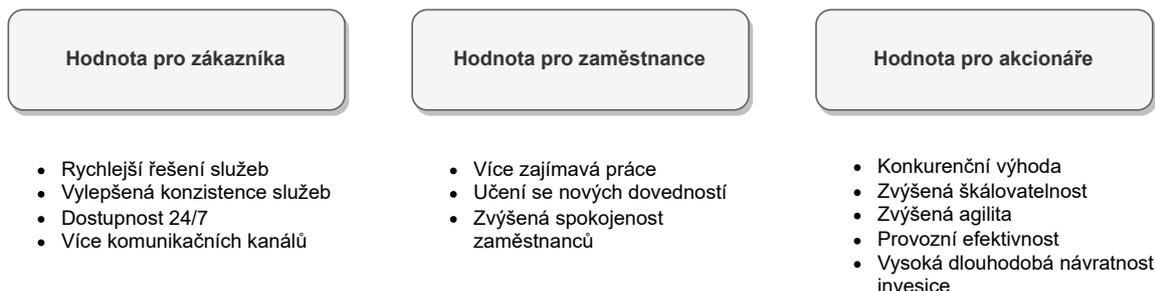 Hodnota pro zákazníka
Rychlejší řešení služeb
Vylepšená konzistence služeb
Dostupnost 24/7
Více komunikačních kanálů
Hodnota pro zaměstnance
Více zajímavá práce
Učení se nových dovedností
Zvýšená spokojenost
zaměstnanců
Hodnota pro akcionáře
Konkurenční výhoda
Zvýšená škálovatelnost
Zvýšená agilita
Provozní efektivnost
Vysoká dlouhodobá návratnost
invesice